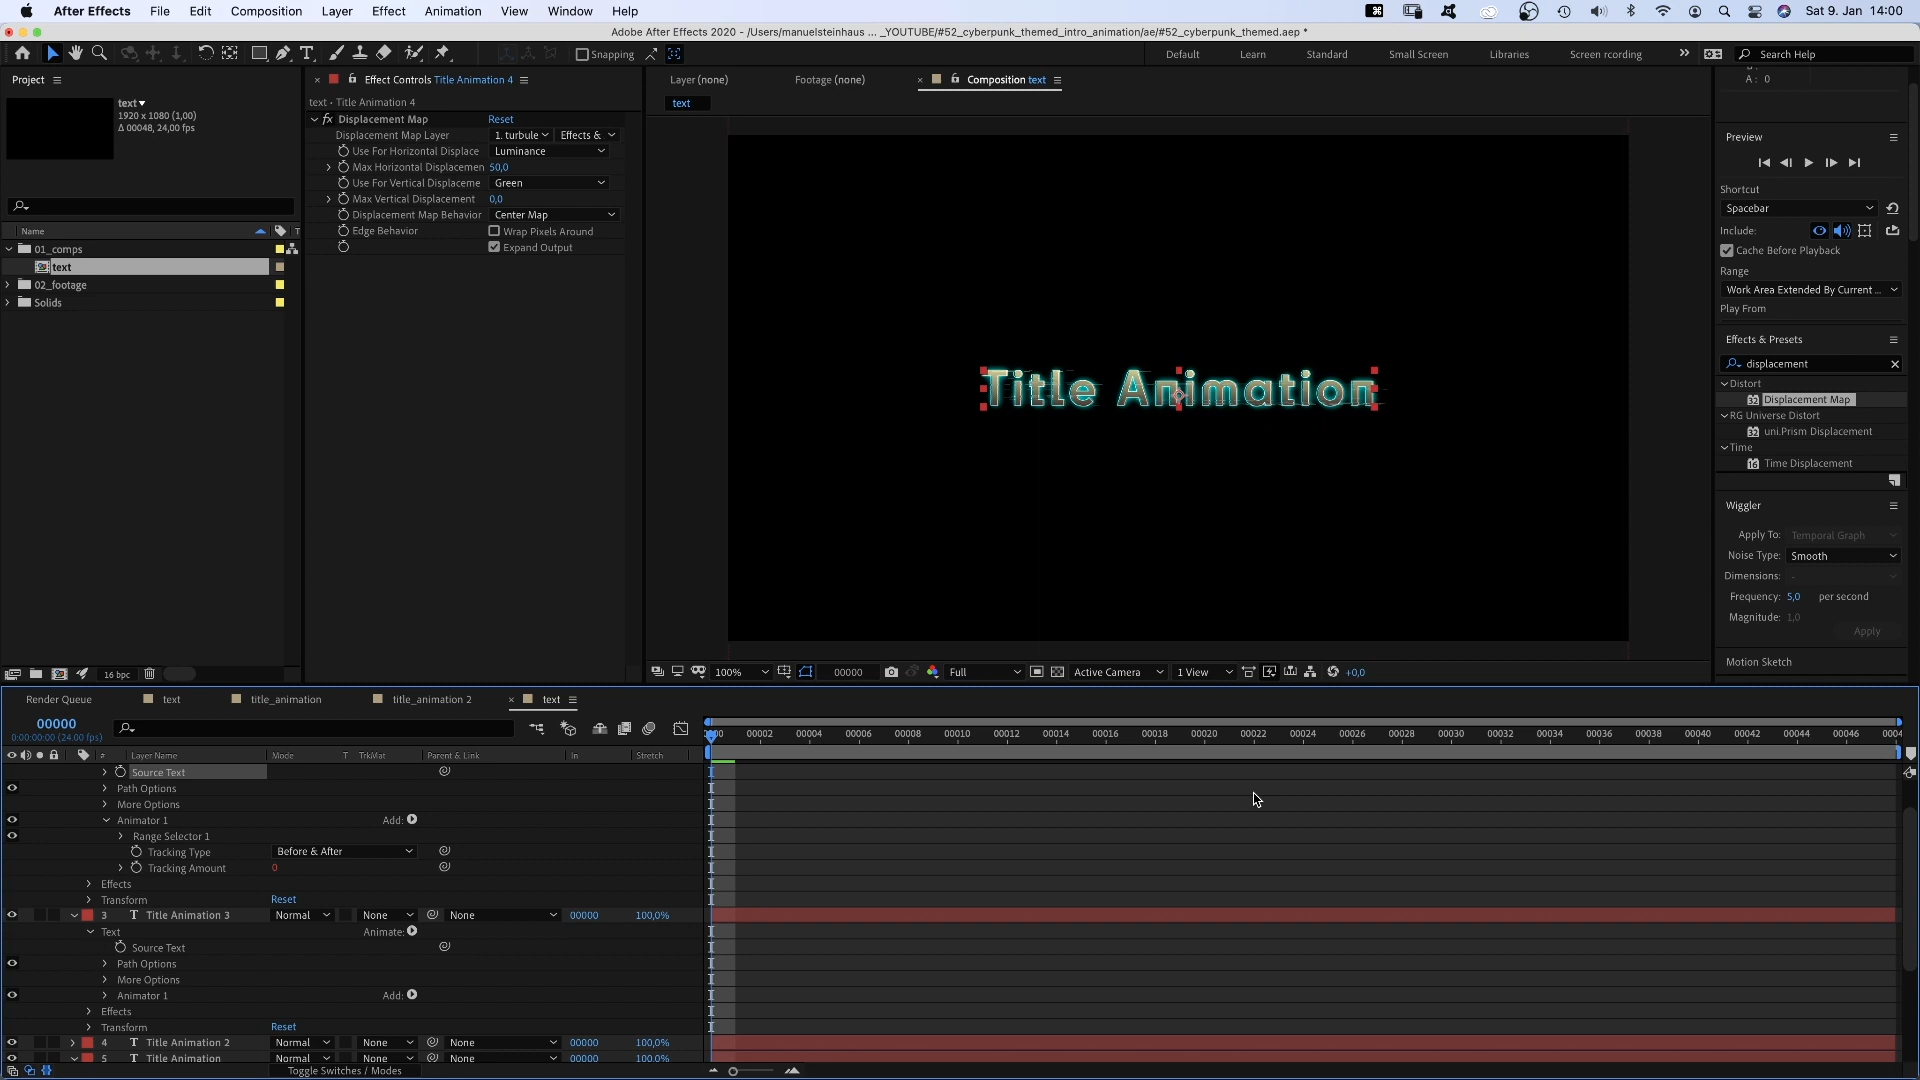 After Effects File Edit Composition Layer Effect Animation View Window Help Sat 9. Jan 14:00
Adobe After Effects 2020 - /Users/manuelsteinhaus ... _YOUTUBE/#52_cyberpunk_themed_intro_animation/ae/#52_cyberpunk_themed.aep *
Snapping Default Learn Standard Small Screen Libraries Screen recording Search Help
Project Effect Controls Title Animation 4 Layer (none) Footage (none) Composition text A: 0
text
1920 x 1080 (1,00)
Δ 00048, 24,00 fps
text • Title Animation 4
text
fx Displacement Map Reset
Displacement Map Layer 1. turbule Effects &
Use For Horizontal Displace Luminance
Max Horizontal Displacemen 50,0
Use For Vertical Displaceme Green
Max Vertical Displacement 0,0
Displacement Map Behavior Center Map
Edge Behavior Wrap Pixels Around
Expand Output
Name T
01_comps
text
02_footage
Solids
16 bpc
Title Animation
100% 00000 Full Active Camera 1 View +0,0
Preview
Shortcut
Spacebar
Include:
Cache Before Playback
Range
Work Area Extended By Current ...
Play From
Effects & Presets
displacement
Distort
32 Displacement Map
RG Universe Distort
32 uni.Prism Displacement
Time
16 Time Displacement
Wiggler
Apply To: Temporal Graph
Noise Type: Smooth
Dimensions: -
Frequency: 5,0 per second
Magnitude: 1,0
Apply
Motion Sketch
Render Queue text title_animation title_animation 2 text
00000
0:00:00:00 (24.00 fps)
00002 00004 00006 00008 00010 00012 00014 00016 00018 00020 00022 00024 00026 00028 00030 00032 00034 00036 00038 00040 00042 00044 00046 0004
# Layer Name Mode T TrkMat Parent & Link In Stretch
Source Text
Path Options
More Options
Animator 1 Add:
Range Selector 1
Tracking Type Before & After
Tracking Amount 0
Effects
Transform Reset
3 T Title Animation 3 Normal None None 00000 100,0%
Text Animate:
Source Text
Path Options
More Options
Animator 1 Add:
Effects
Transform Reset
4 T Title Animation 2 Normal None None 00000 100,0%
5 T Title Animation Normal None None 00000 100,0%
Toggle Switches / Modes